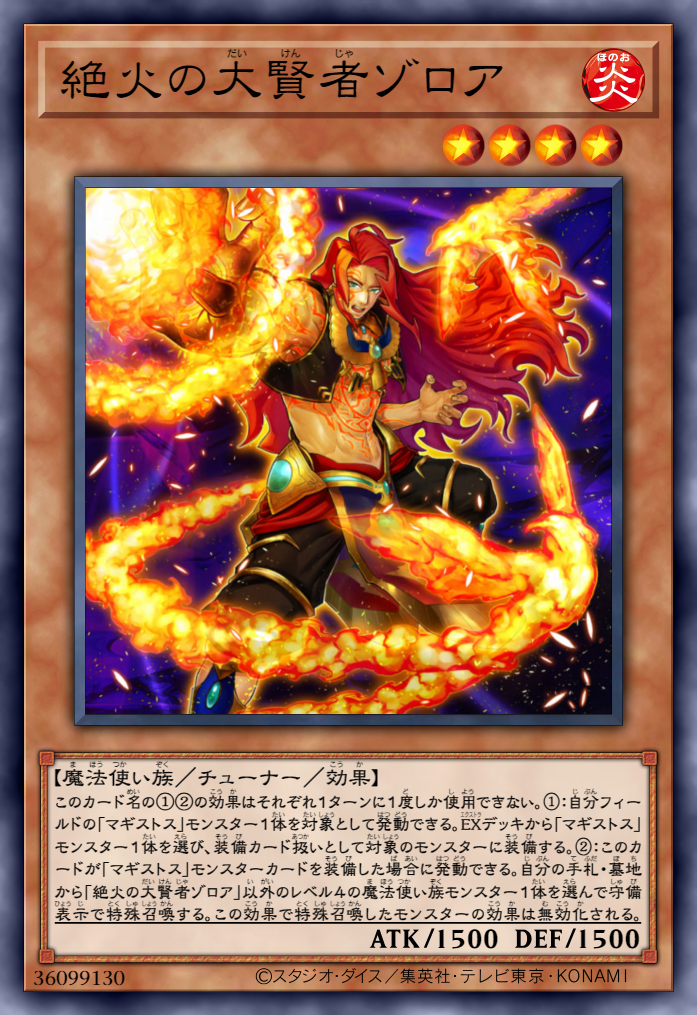 絶火の大賢者ゾロア
炎
【魔法使い族／チューナー／効果】
このカード名の①②の効果はそれぞれ1ターンに1度しか使用できない。①：自分フィー
ルドの「マギストス」モンスター1体を対象として発動できる。EXデッキから「マギストス」
モンスター1体を選び、装備カード扱いとして対象のモンスターに装備する。②：このカ
ードが「マギストス」モンスターカードを装備した場合に発動できる。自分の手札・墓地
から「絶火の大賢者ゾロア」以外のレベル4の魔法使い族モンスター1体を選んで守備
表示で特殊召喚する。この効果で特殊召喚したモンスターの効果は無効化される。
ATK/1500 DEF/1500
36099130 ©スタジオ・ダイス／集英社・テレビ東京・KONAMI